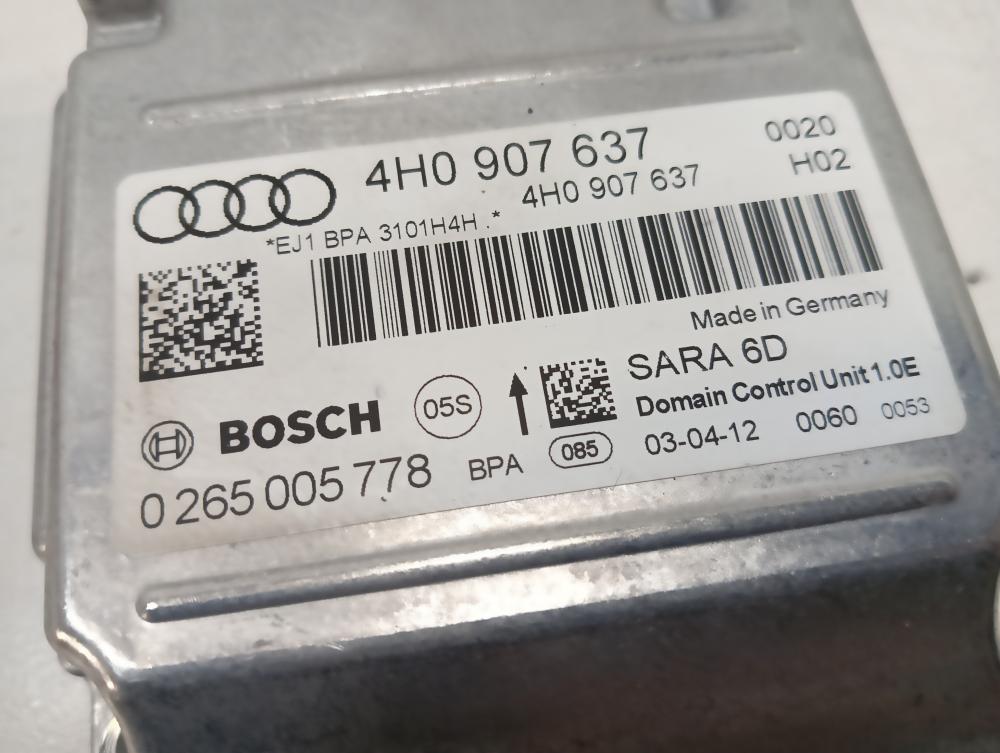 4H0 907 637
0020
4H0 907 637
H02
*EJ1 BPA 3101H4H .*
Made in Germany
SARA 6D
Domain Control Unit 1.0E
BOSCH
05S
0 265 005 778
BPA
085
03-04-12
0060
0053